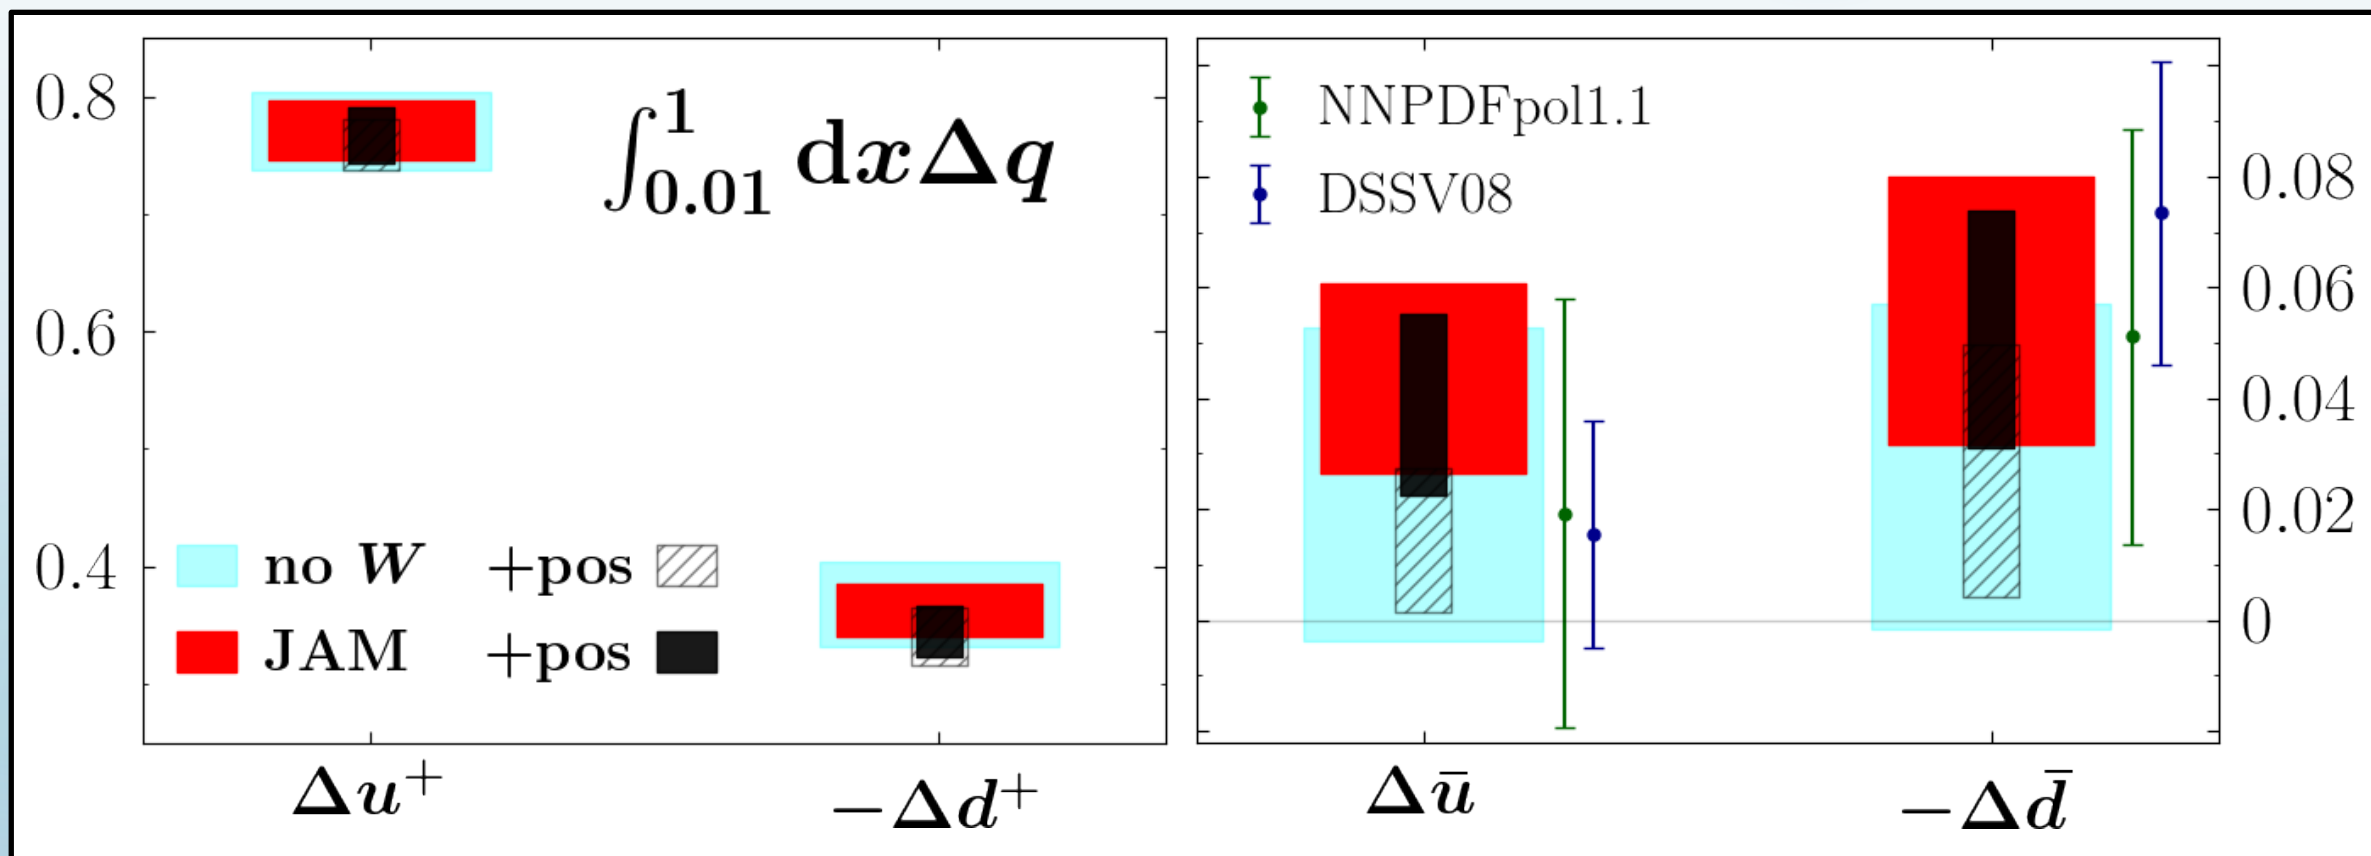 0.8
0.6
0.4
∫_{0.01}^{1} dxΔq
no W +pos
JAM +pos
Δu⁺
−Δd⁺
NNPDFpol1.1
DSSV08
0.08
0.06
0.04
0.02
0
Δū
−Δd̄